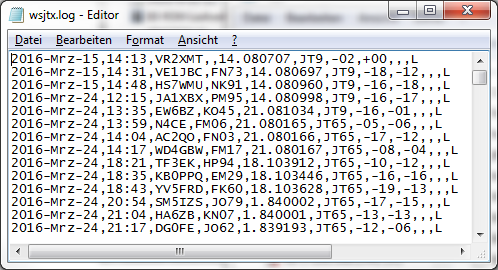 wsjtx.log - Editor
Datei Bearbeiten Format Ansicht ?
2016-Mrz-15,14:13,VR2XMT,,14.080707,JT9,-02,+00,,,L
2016-Mrz-15,14:31,VE1JBC,FN73,14.080697,JT9,-18,-12,,,L
2016-Mrz-15,14:48,HS7WMU,NK91,14.080960,JT9,-16,-18,,,L
2016-Mrz-24,12:15,JA1XBX,PM95,14.080998,JT9,-16,-17,,,L
2016-Mrz-24,13:35,EW6BZ,KO45,21.081034,JT9,-16,-01,,,L
2016-Mrz-24,13:59,N4CE,FM06,21.080165,JT65,-05,-06,,,L
2016-Mrz-24,14:04,AC2QO,FN03,21.080166,JT65,-17,-12,,,L
2016-Mrz-24,14:17,WD4GBW,FM17,21.080167,JT65,-08,-04,,,L
2016-Mrz-24,18:21,TF3EK,HP94,18.103912,JT65,-10,-12,,,L
2016-Mrz-24,18:35,KB0PPQ,EM29,18.103446,JT65,-16,-16,,,L
2016-Mrz-24,18:43,YV5FRD,FK60,18.103628,JT65,-19,-13,,,L
2016-Mrz-24,20:54,SM5IZS,JO79,1.840002,JT65,-17,-15,,,L
2016-Mrz-24,21:04,HA6ZB,KN07,1.840001,JT65,-13,-13,,,L
2016-Mrz-24,21:17,DG0FE,JO62,1.839193,JT65,-12,-06,,,L